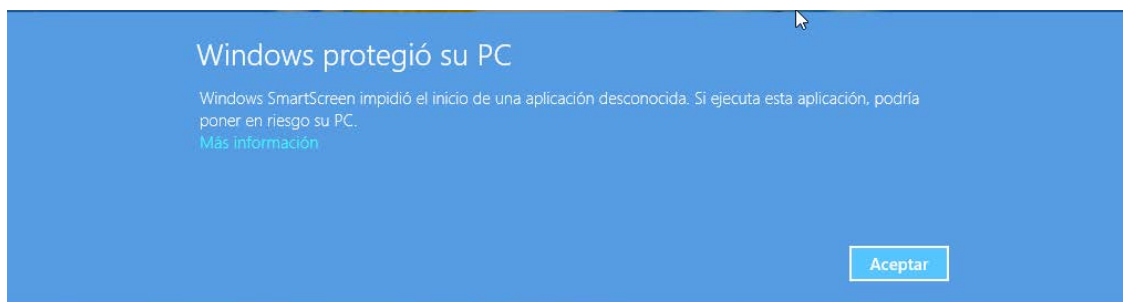 Windows protegió su PC
Windows SmartScreen impidió el inicio de una aplicación desconocida. Si ejecuta esta aplicación, podría
poner en riesgo su PC.
Más información
Aceptar